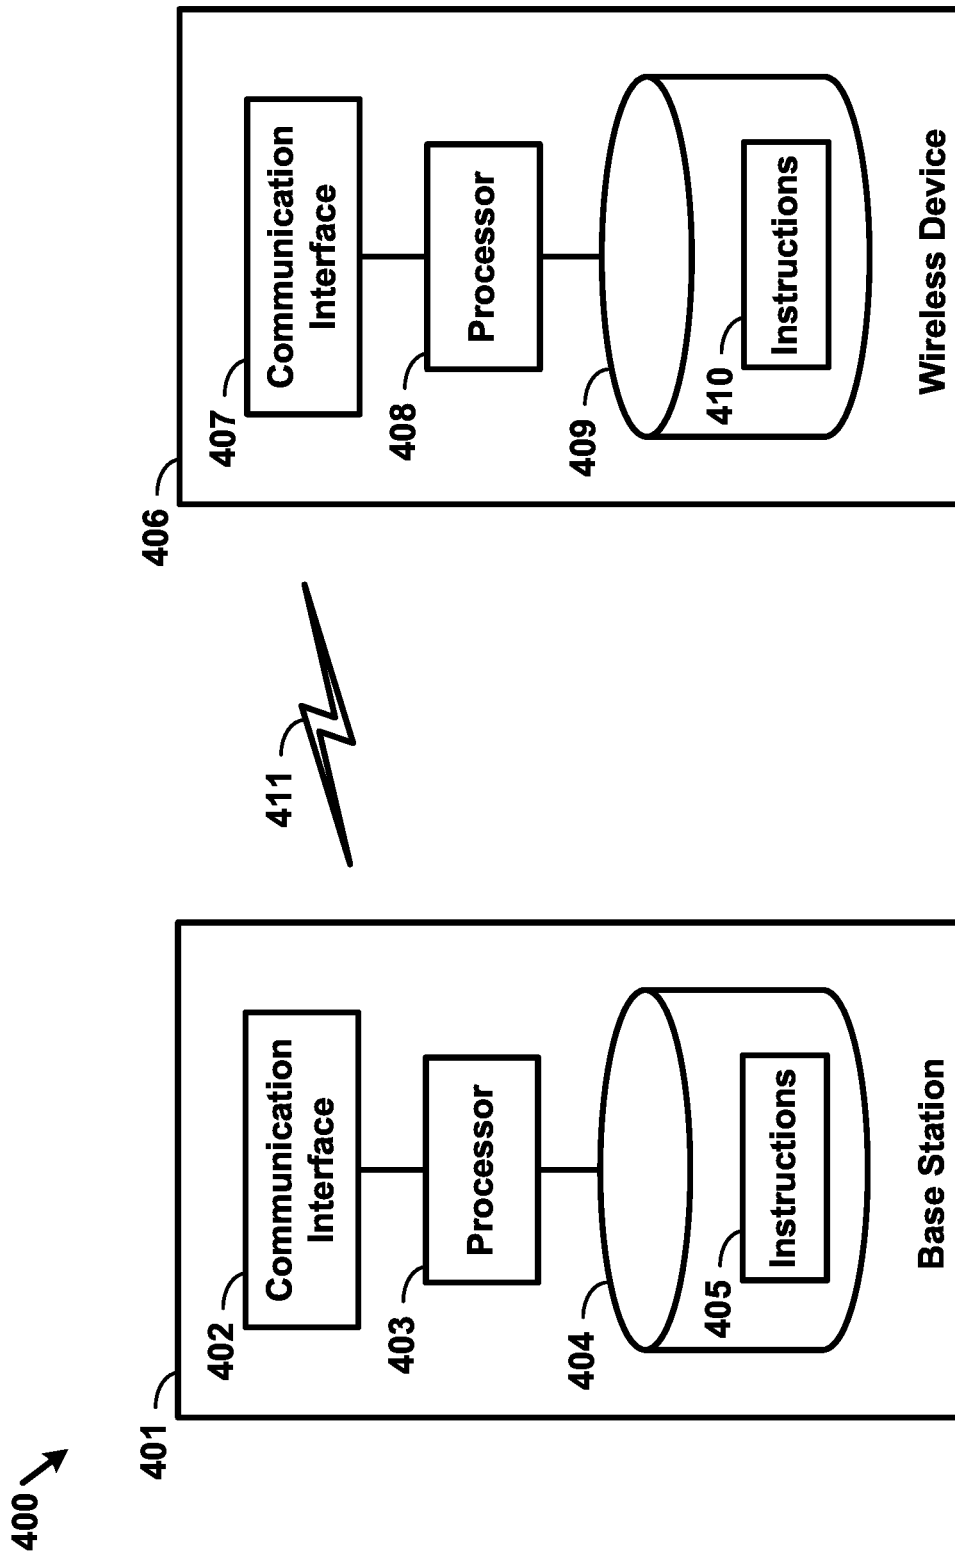 400
401
402
Communication
Interface
403
Processor
404
405
Instructions
Base Station
411
406
407
Communication
Interface
408
Processor
409
410
Instructions
Wireless Device